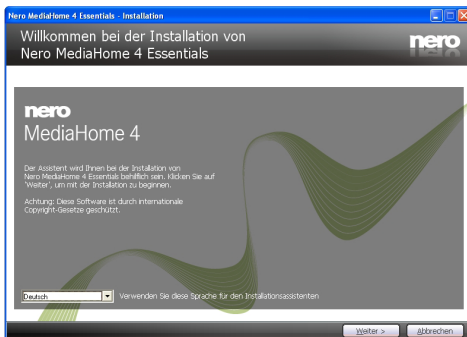 Nero MediaHome 4 Essentials - Installation
Willkommen bei der Installation von
Nero MediaHome 4 Essentials
nero
nero
MediaHome 4
Der Assistent wird Ihnen bei der Installation von
Nero MediaHome 4 Essentials behilflich sein. Klicken Sie auf
'Weiter', um mit der Installation zu beginnen.
Achtung: Diese Software ist durch internationale
Copyright-Gesetze geschützt.
Deutsch Verwenden Sie diese Sprache für den Installationsassistenten
Weiter > Abbrechen